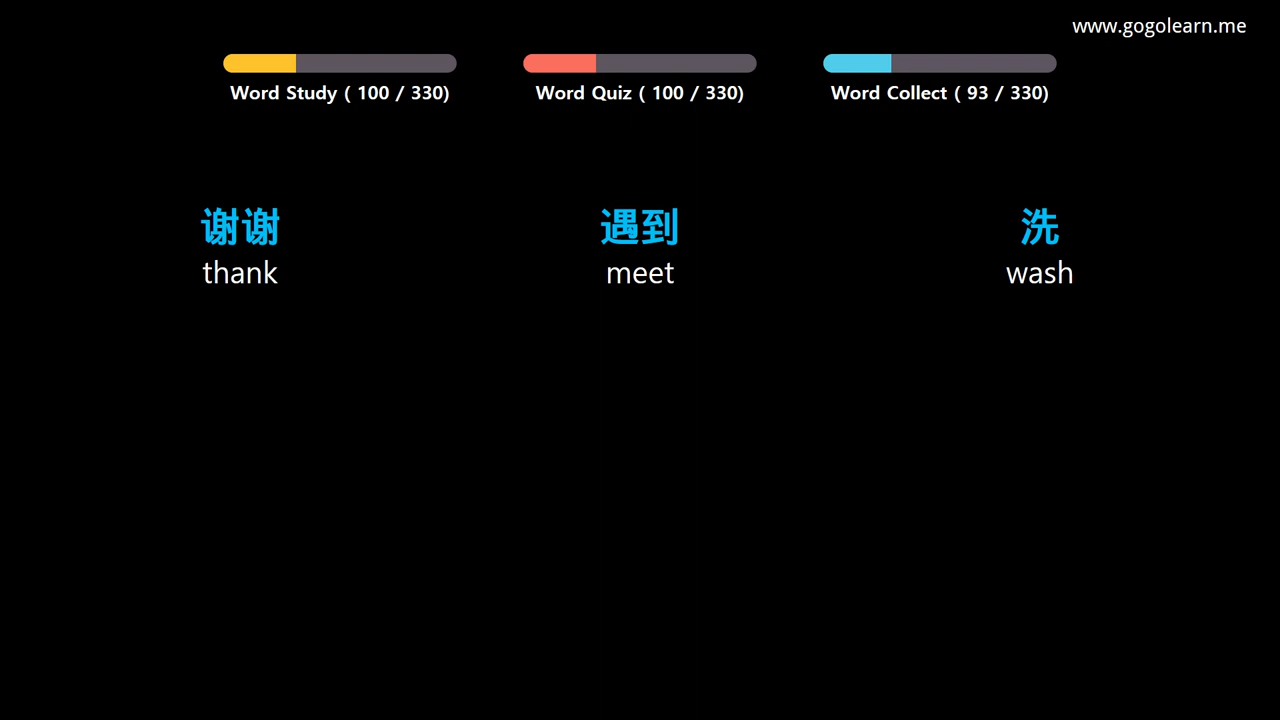 www.gogolearn.me
Word Study ( 100 / 330)
Word Quiz ( 100 / 330)
Word Collect ( 93 / 330)
谢谢
thank
遇到
meet
洗
wash